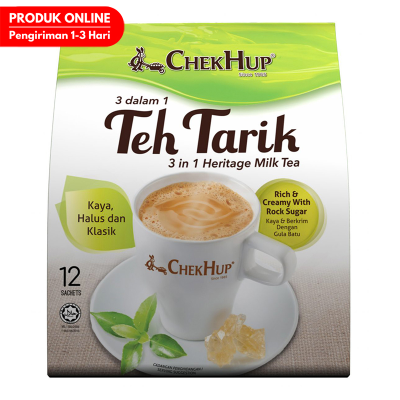 PRODUK ONLINE
Pengiriman 1-3 Hari
CHEKHUP
3 dalam 1
Teh Tarik
3 in 1 Heritage Milk Tea
Kaya,
Halus dan
Klasik
Rich &
Creamy With
Rock Sugar
Kaya & Berkrim
Dengan
Gula Batu
CHEKHUP
12
SACHETS